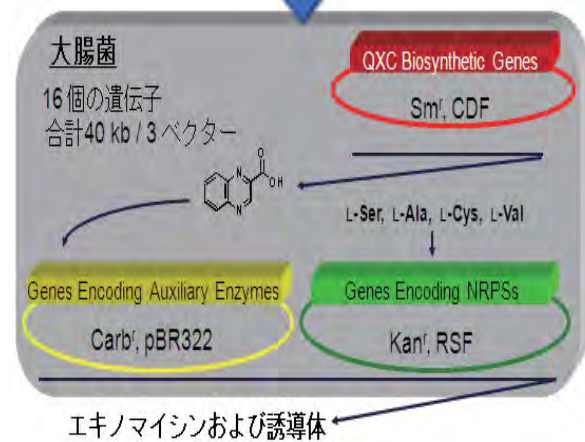 大腸菌
16個の遺伝子
合計40 kb / 3 ベクター
QXC Biosynthetic Genes
Smʳ, CDF
N
N
O
OH
L-Ser, L-Ala, L-Cys, L-Val
Genes Encoding Auxiliary Enzymes
Carbʳ, pBR322
Genes Encoding NRPSs
Kanʳ, RSF
エキノマイシンおよび誘導体